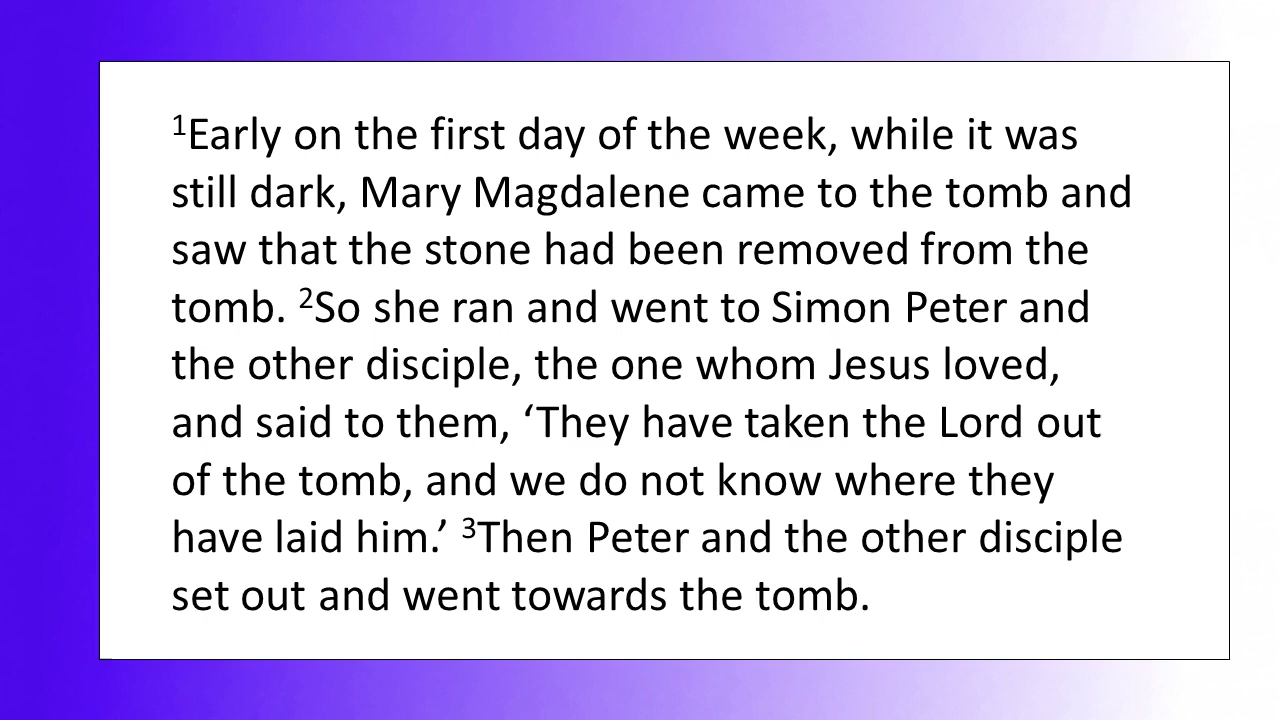 ¹Early on the first day of the week, while it was
still dark, Mary Magdalene came to the tomb and
saw that the stone had been removed from the
tomb. ²So she ran and went to Simon Peter and
the other disciple, the one whom Jesus loved,
and said to them, ‘They have taken the Lord out
of the tomb, and we do not know where they
have laid him.’ ³Then Peter and the other disciple
set out and went towards the tomb.